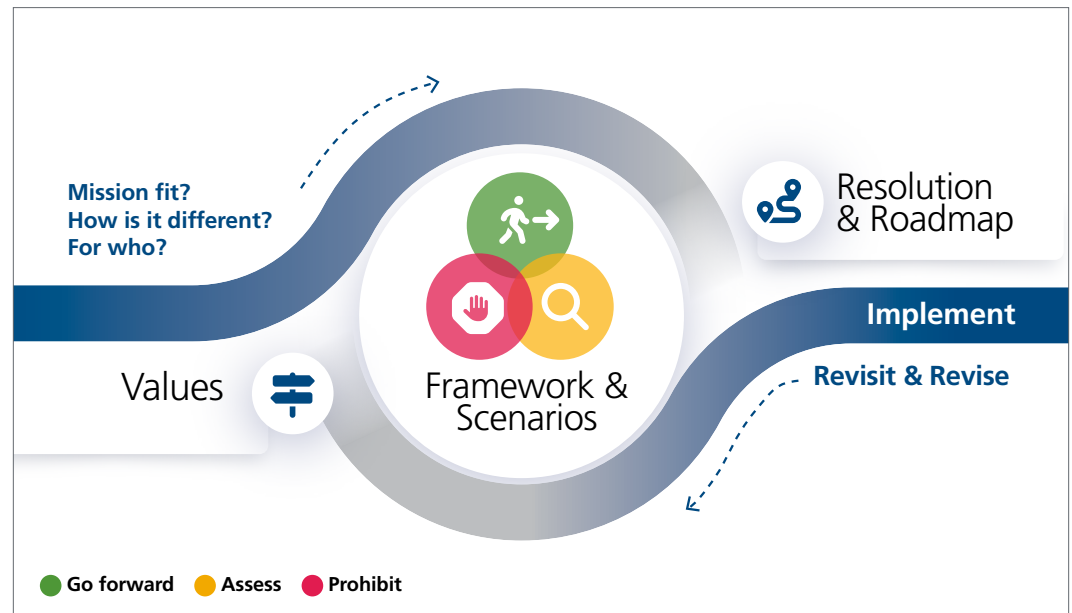 Mission fit?
How is it different?
For who?
Resolution
& Roadmap
Implement
Values
Framework &
Scenarios
Revisit & Revise
Go forward
Assess
Prohibit